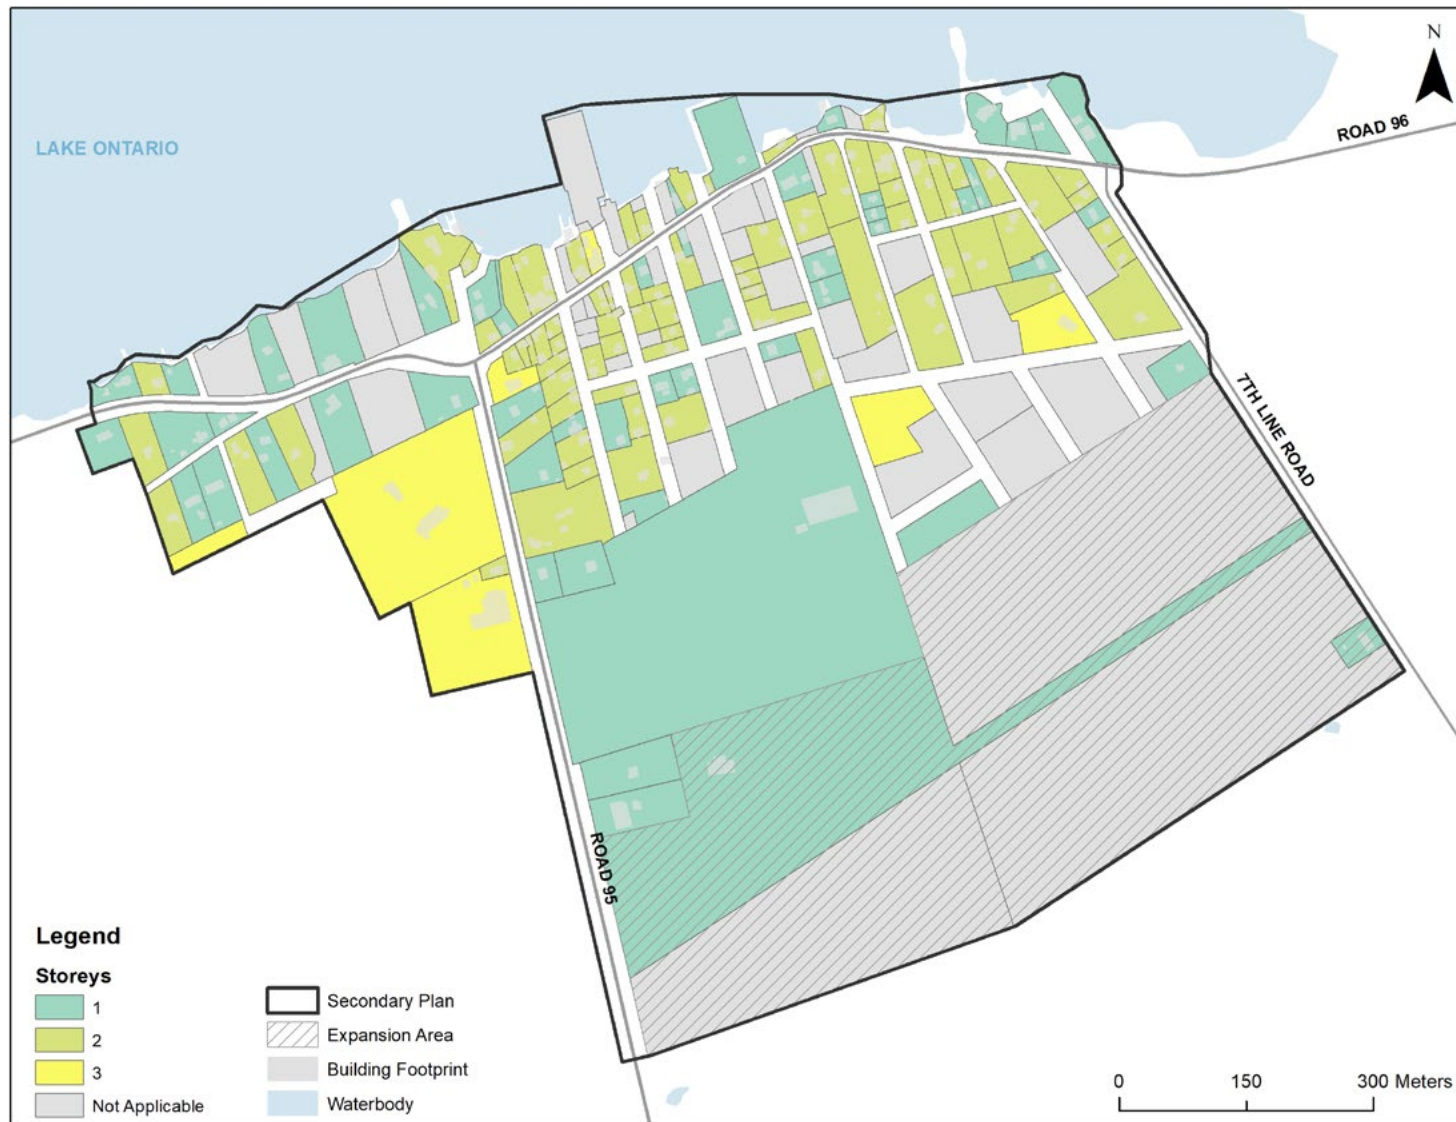 N
ROAD 96
LAKE ONTARIO
7TH LINE ROAD
ROAD 95
Legend
Storeys
1
2
3
Not Applicable
Secondary Plan
Expansion Area
Building Footprint
Waterbody
0 150 300 Meters